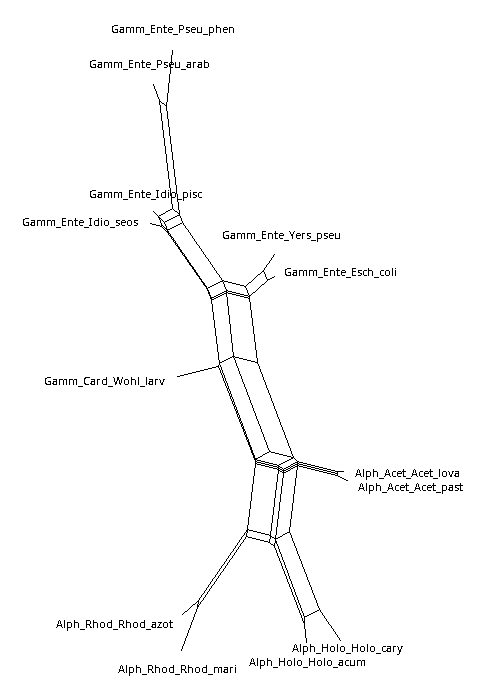 Gamm_Ente_Pseu_phen
Gamm_Ente_Pseu_arab
Gamm_Ente_Idio_pisc
Gamm_Ente_Idio_seos
Gamm_Ente_Yers_pseu
Gamm_Ente_Esch_coli
Gamm_Card_Wohl_larv
Alph_Acet_Acet_lova
Alph_Acet_Acet_past
Alph_Rhod_Rhod_azot
Alph_Holo_Holo_cary
Alph_Holo_Holo_acum
Alph_Rhod_Rhod_mari